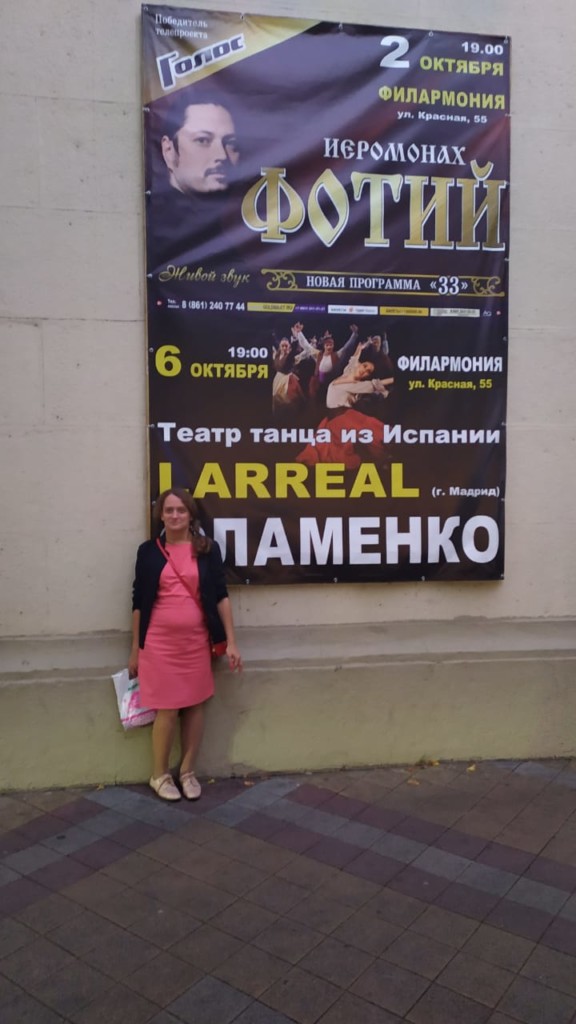 Победитель
телепроекта
Голос
2 ОКТЯБРЯ 19.00
ФИЛАРМОНИЯ
ул. Красная, 55
ИЕРОМОНАХ
ФОТИЙ
Живой звук
НОВАЯ ПРОГРАММА «33»
8 (861) 240 77 44
6 ОКТЯБРЯ 19:00
ФИЛАРМОНИЯ
ул. Красная, 55
Театр танца из Испании
LARREAL (г. Мадрид)
ЛАМЕНКО